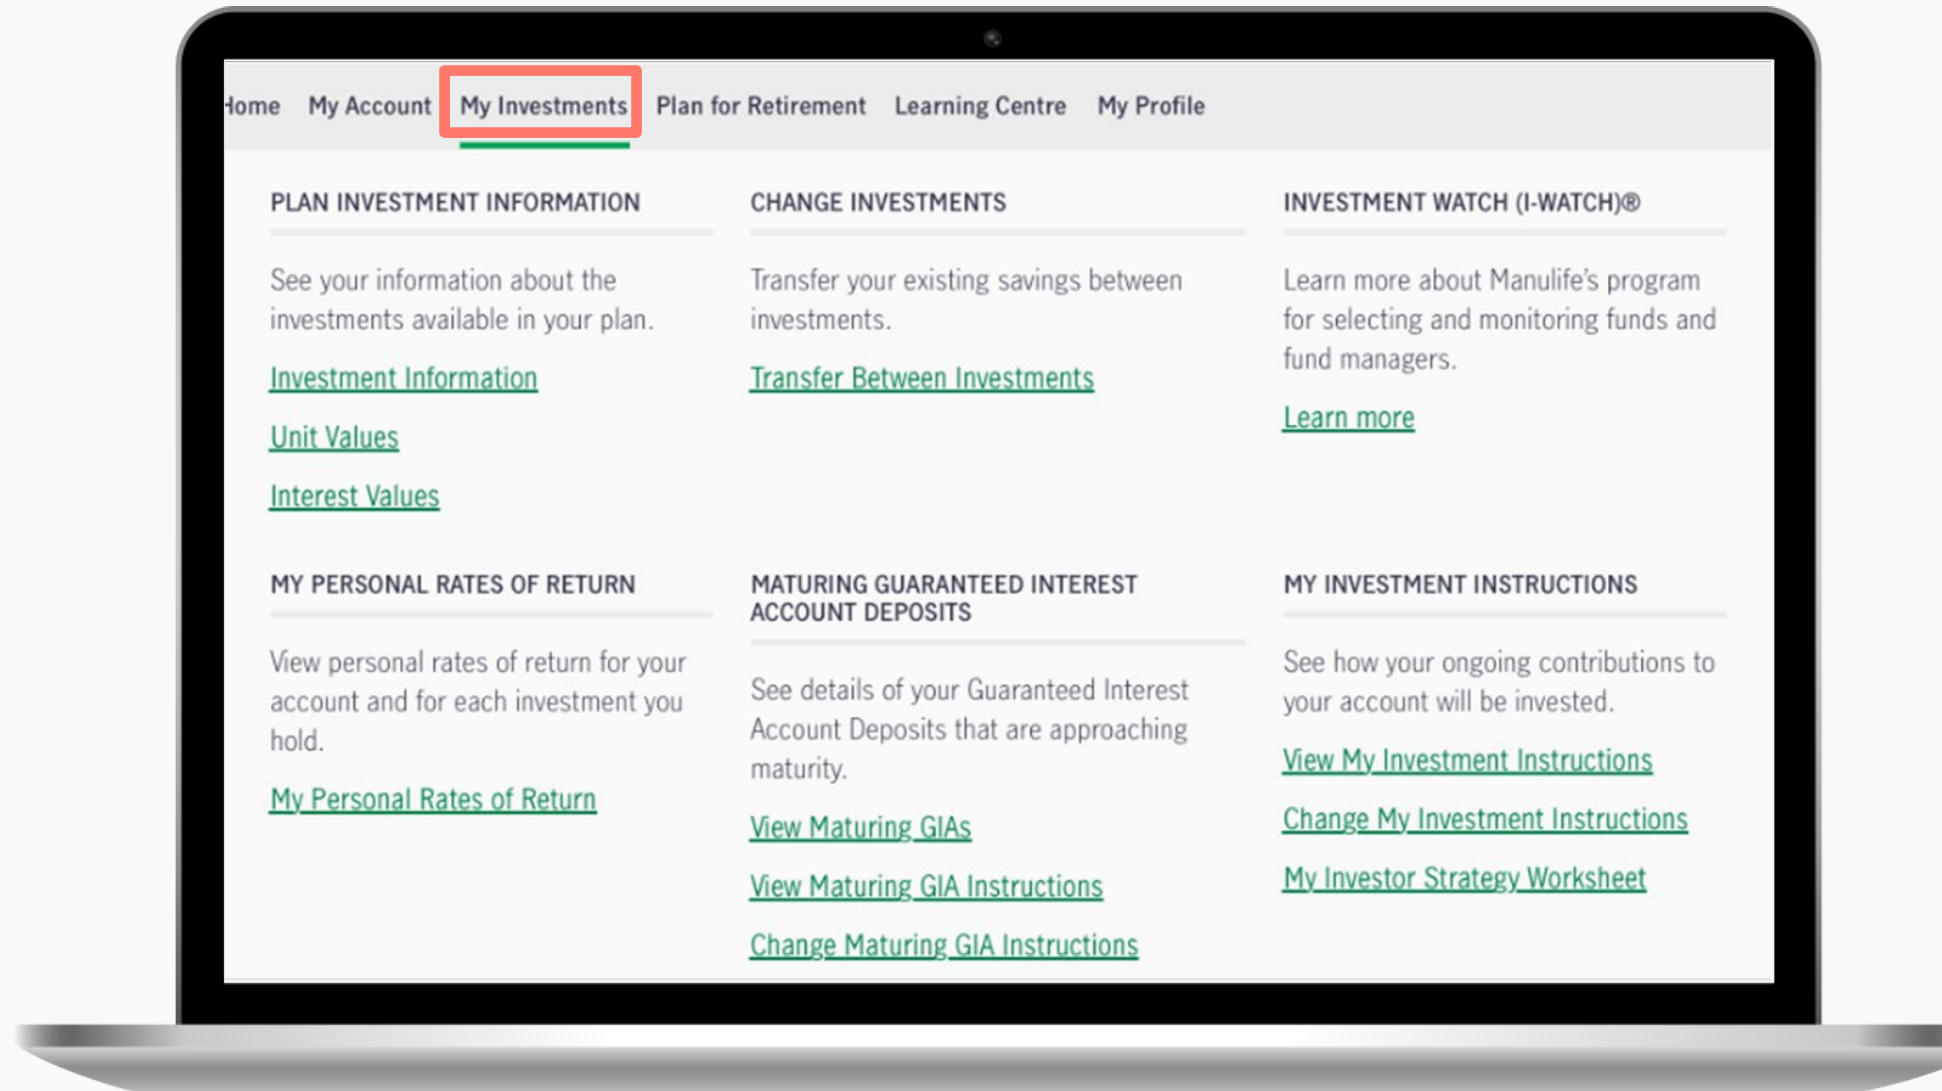 Home My Account My Investments Plan for Retirement Learning Centre My Profile
PLAN INVESTMENT INFORMATION
See your information about the
investments available in your plan.
Investment Information
Unit Values
Interest Values
CHANGE INVESTMENTS
Transfer your existing savings between
investments.
Transfer Between Investments
INVESTMENT WATCH (I-WATCH)®
Learn more about Manulife's program
for selecting and monitoring funds and
fund managers.
Learn more
MY PERSONAL RATES OF RETURN
View personal rates of return for your
account and for each investment you
hold.
My Personal Rates of Return
MATURING GUARANTEED INTEREST
ACCOUNT DEPOSITS
See details of your Guaranteed Interest
Account Deposits that are approaching
maturity.
View Maturing GIAs
View Maturing GIA Instructions
Change Maturing GIA Instructions
MY INVESTMENT INSTRUCTIONS
See how your ongoing contributions to
your account will be invested.
View My Investment Instructions
Change My Investment Instructions
My Investor Strategy Worksheet